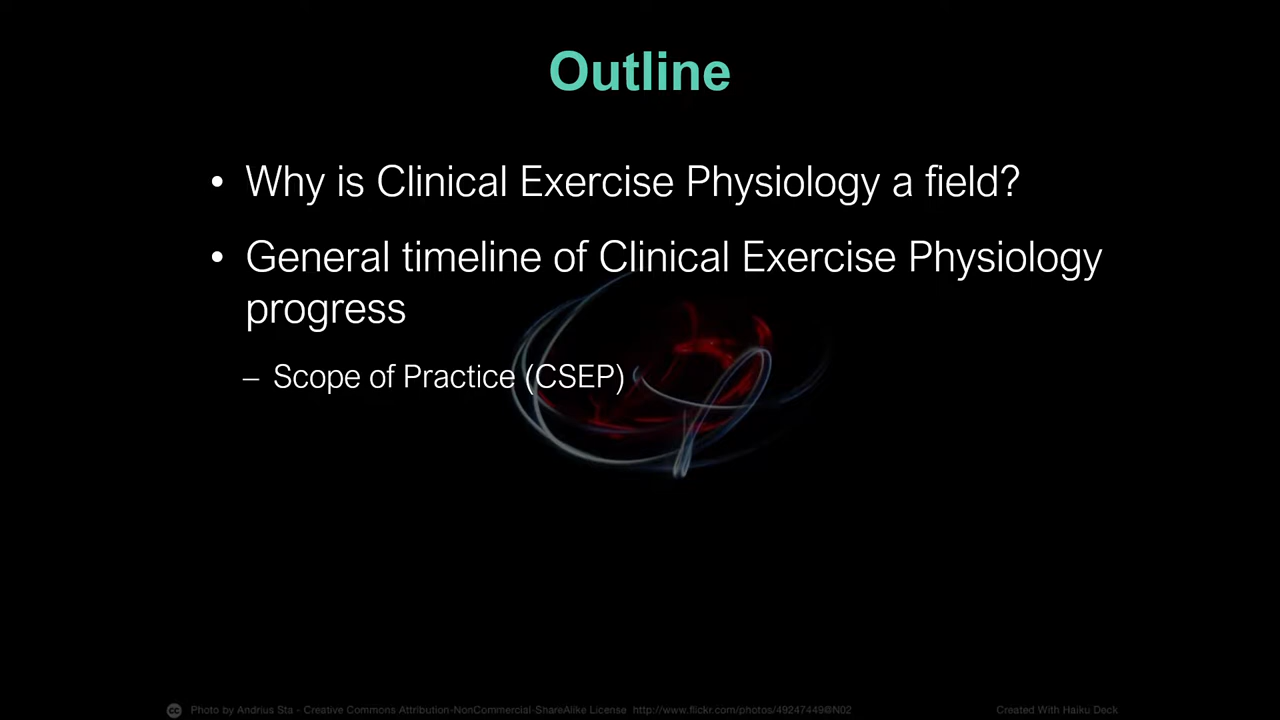 Outline
• Why is Clinical Exercise Physiology a field?
• General timeline of Clinical Exercise Physiology
progress
– Scope of Practice (CSEP)
cc Photo by Andrius Sta - Creative Commons Attribution-NonCommercial-ShareAlike License http://www.flickr.com/photos/49247449@N02 Created With Haiku Deck